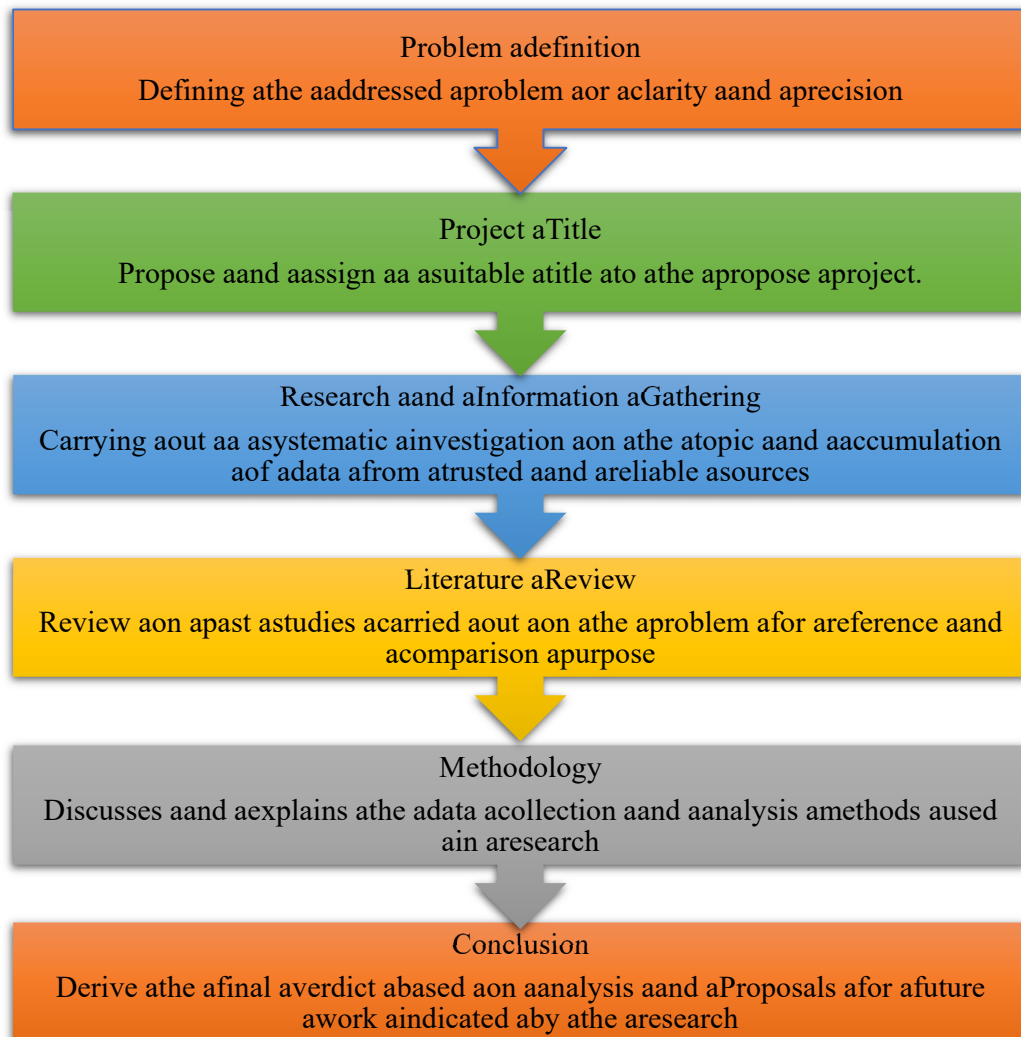 Problem adefinition
Defining athe aaddressed aproblem aor aclarity aand aprecision
Project aTitle
Propose aand aassign aa asuitable atitle ato athe apropose aproject.
Research aand aInformation aGathering
Carrying aout aa asystematic ainvestigation aon athe atopic aand aaccumulation
aof adata afrom atrusted aand areliable asources
Literature aReview
Review aon apast astudies acarried aout aon athe aproblem afor areference aand
acomparison apurpose
Methodology
Discusses aand aexplains athe adata acollection aand aanalysis amethods aused
ain aresearch
Conclusion
Derive athe afinal averdict abased aon aanalysis aand aProposals afor afuture
awork aindicated aby athe aresearch